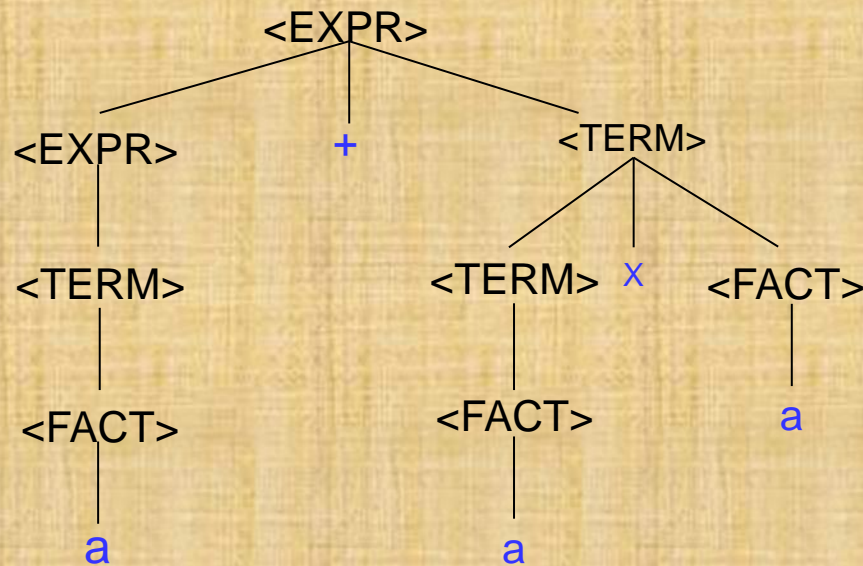 <EXPR>
<EXPR> + <TERM>
<TERM> <TERM> x <FACT>
<FACT> <FACT> a
a a